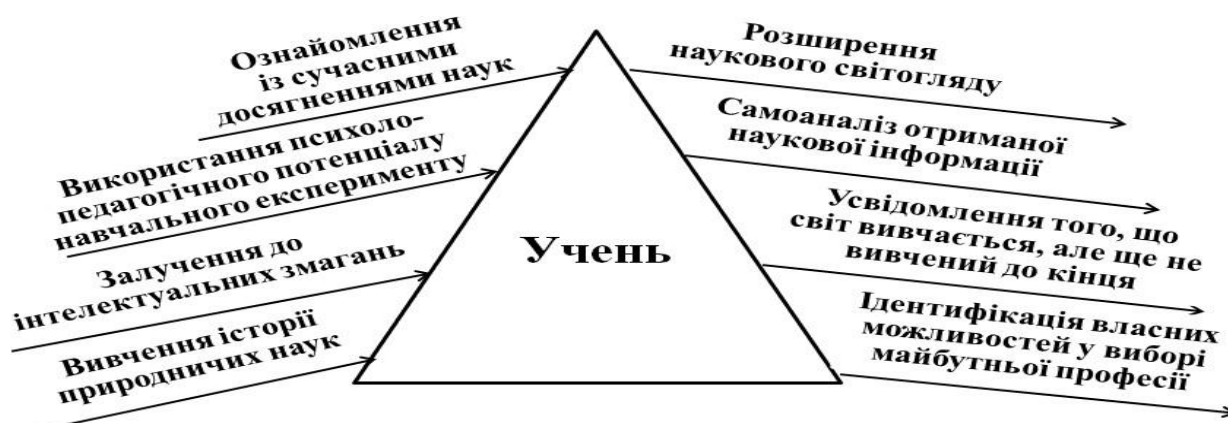 Ознайомлення
із сучасними
досягненнями наук
Використання психоло-
педагогічного потенціалу
навчального експерименту
Залучення до
інтелектуальних змагань
Вивчення історії
природничих наук
Учень
Розширення
наукового світогляду
Самоаналіз отриманої
наукової інформації
Усвідомлення того, що
світ вивчається, але ще не
вивчений до кінця
Ідентифікація власних
можливостей у виборі
майбутньої професії